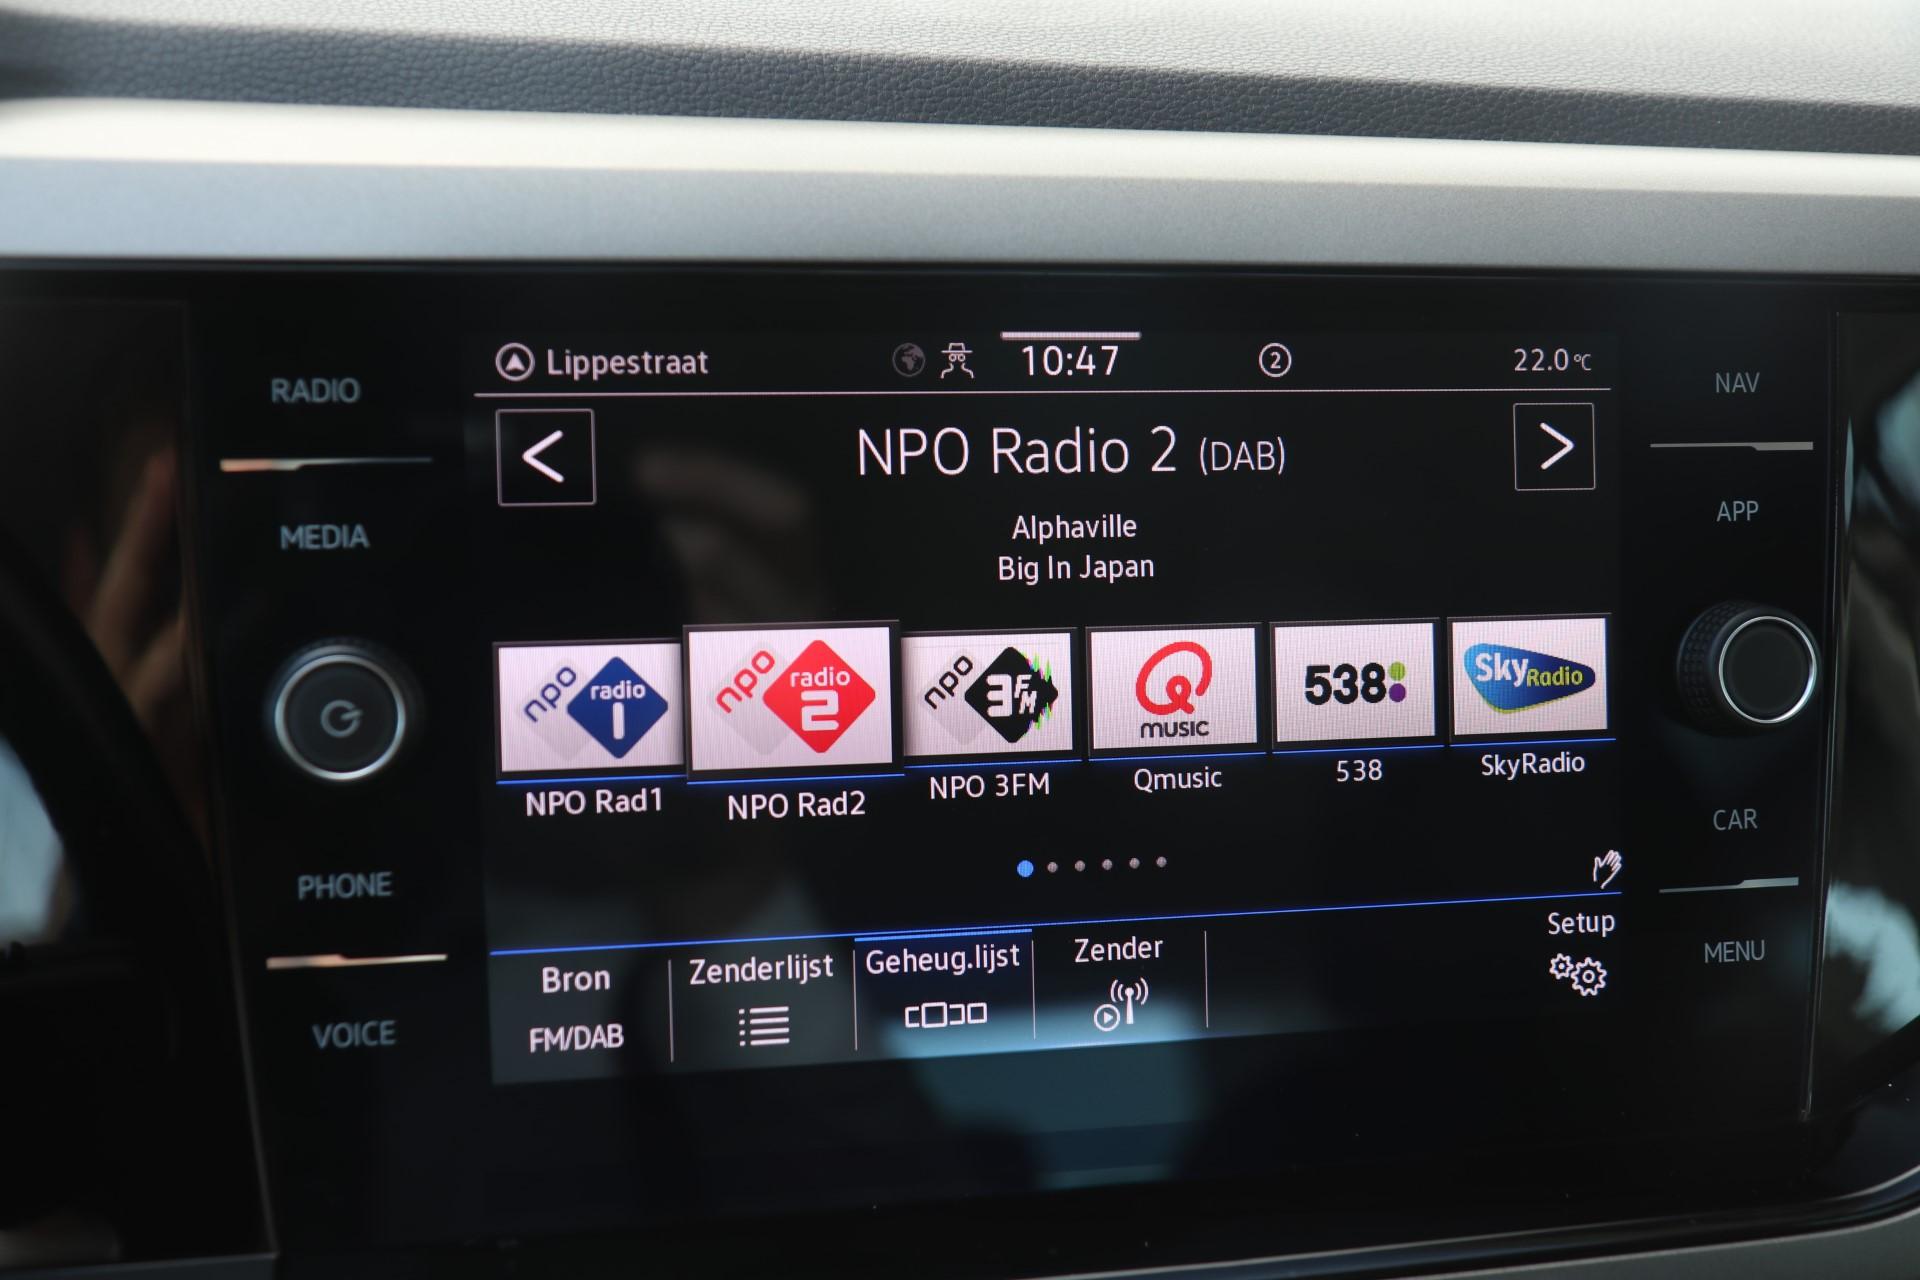 RADIO
MEDIA
PHONE
VOICE
Lippestraat 10:47 2 22.0 °C
< NPO Radio 2 (DAB) >
Alphaville
Big In Japan
npo radio 1
npo radio 2
npo 3FM
Q music
538
Sky Radio
NPO Rad1 NPO Rad2 NPO 3FM Qmusic 538 SkyRadio
Bron Zenderlijst Geheug.lijst Zender Setup
FM/DAB
NAV
APP
CAR
MENU